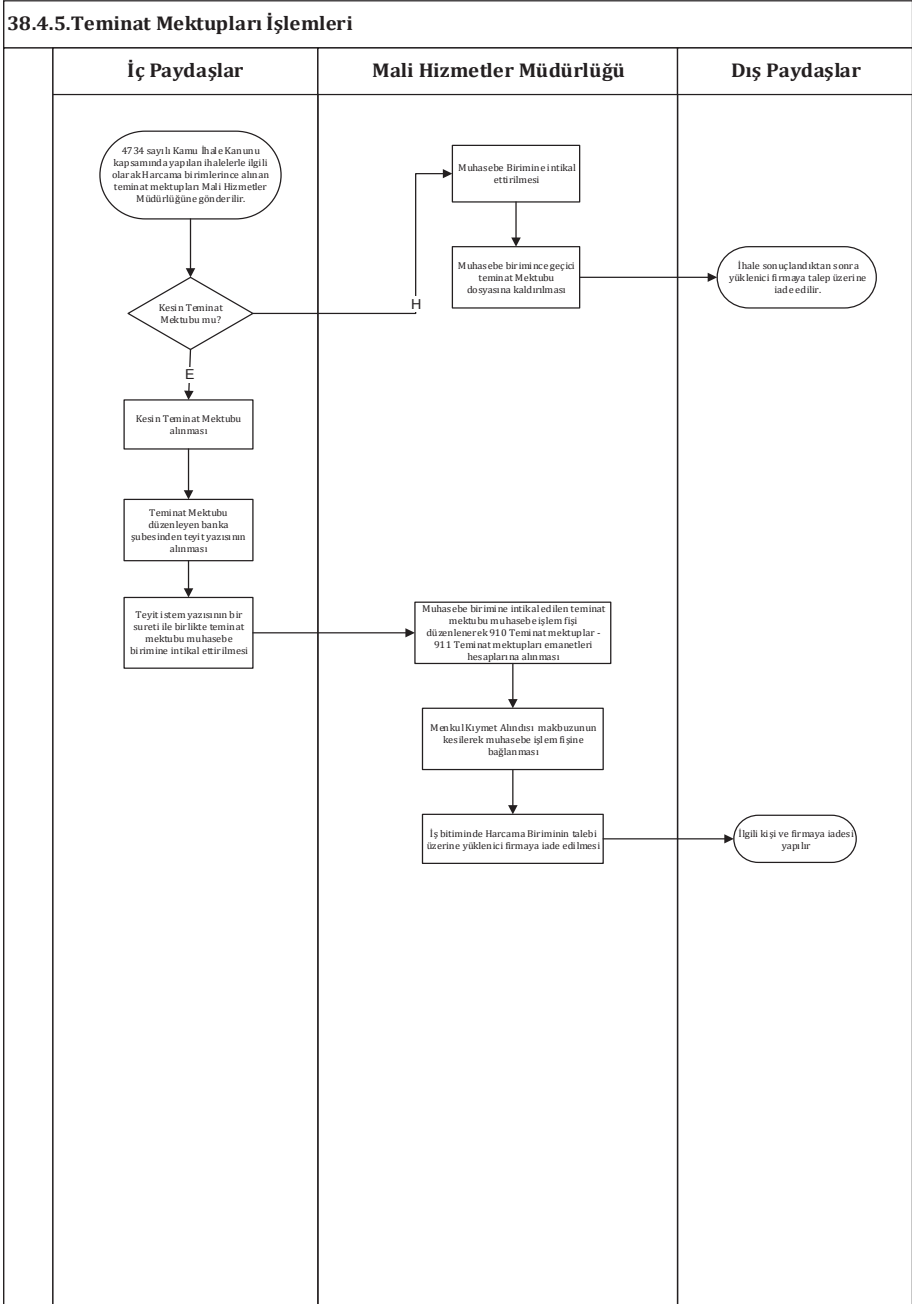 38.4.5.Teminat Mektupları İşlemleri
İç Paydaşlar
Mali Hizmetler Müdürlüğü
Dış Paydaşlar
4734 sayılı Kamu İhale Kanunu
kapsamında yapılan ihalelerle ilgili
olarak Harcama birimlerince alınan
teminat mektupları Mali Hizmetler
Müdürlüğüne gönderilir.
Kesin Teminat
Mektubu mu?
H
E
Muhasebe Birimine intikal
ettirilmesi
Muhasebe birimince geçici
teminat Mektubu
dosyasına kaldırılması
İhale sonuçlandıktan sonra
yüklenici firmaya talep üzerine
iade edilir.
Kesin Teminat Mektubu
alınması
Teminat Mektubu
düzenleyen banka
şubesinden teyit yazısının
alınması
Teyit istem yazısının bir
sureti ile birlikte teminat
mektubu muhasebe
birimine intikal ettirilmesi
Muhasebe birimine intikal edilen teminat
mektubu muhasebe işlem fişi
düzenlenerek 910 Teminat mektuplar -
911 Teminat mektupları emanetleri
hesaplarına alınması
Menkul Kıymet Alındısı makbuzunun
kesilerek muhasebe işlem fişine
bağlanması
İş bitiminde Harcama Biriminin talebi
üzerine yüklenici firmaya iade edilmesi
İlgili kişi ve firmaya iadesi
yapılır